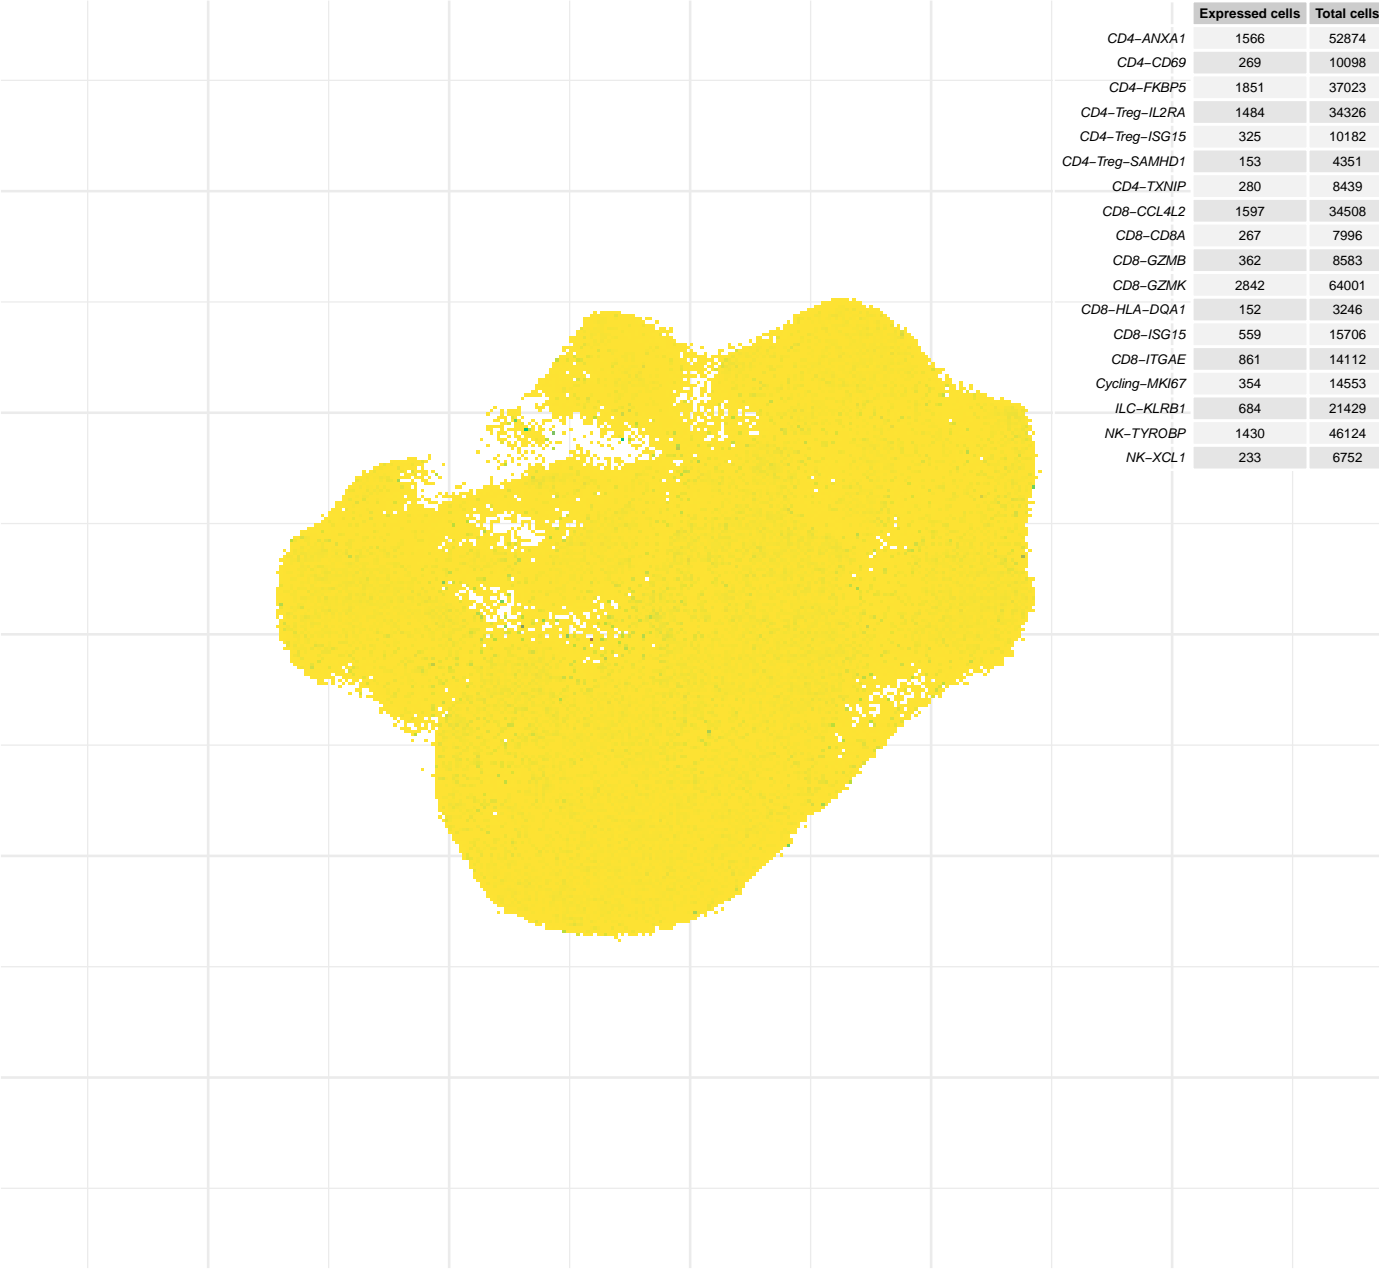 Expressed cells Total cells
CD4−ANXA1 1566 52874
CD4−CD69 269 10098
CD4−FKBP5 1851 37023
CD4−Treg−IL2RA 1484 34326
CD4−Treg−ISG15 325 10182
CD4−Treg−SAMHD1 153 4351
CD4−TXNIP 280 8439
CD8−CCL4L2 1597 34508
CD8−CD8A 267 7996
CD8−GZMB 362 8583
CD8−GZMK 2842 64001
CD8−HLA−DQA1 152 3246
CD8−ISG15 559 15706
CD8−ITGAE 861 14112
Cycling−MKI67 354 14553
ILC−KLRB1 684 21429
NK−TYROBP 1430 46124
NK−XCL1 233 6752